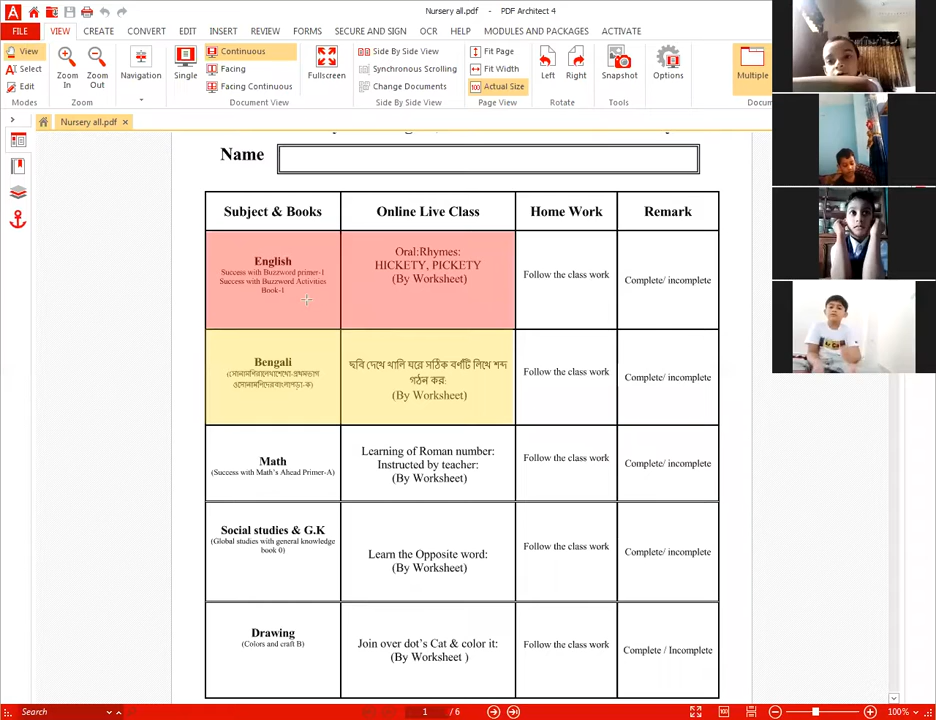 Nursery all.pdf - PDF Architect 4
FILE VIEW CREATE CONVERT EDIT INSERT REVIEW FORMS SECURE AND SIGN OCR HELP MODULES AND PACKAGES ACTIVATE
View
Select
Edit
Modes
Zoom In
Zoom Out
Zoom
Navigation
Single
Continuous
Facing
Facing Continuous
Document View
Fullscreen
Side By Side View
Synchronous Scrolling
Change Documents
Side By Side View
Fit Page
Fit Width
100 Actual Size
Page View
Left
Right
Rotate
Snapshot
Tools
Options
Multiple
Nursery all.pdf
Name
Subject & Books Online Live Class Home Work Remark
English
Success with Buzzword primer-1
Success with Buzzword Activities
Book-1
Oral:Rhymes:
HICKETY, PICKETY
(By Worksheet)
Follow the class work
Complete/ incomplete
Bengali
ছবি দেখে খালি ঘরে সঠিক বর্ণটি লিখে শব্দ
গঠন কর:
(By Worksheet)
Follow the class work
Complete/ incomplete
Math
(Success with Math's Ahead Primer-A)
Learning of Roman number:
Instructed by teacher:
(By Worksheet)
Follow the class work
Complete/ incomplete
Social studies & G.K
(Global studies with general knowledge
book 0)
Learn the Opposite word:
(By Worksheet)
Follow the class work
Complete/ incomplete
Drawing
(Colors and craft B)
Join over dot's Cat & color it:
(By Worksheet )
Follow the class work
Complete / Incomplete
Search
1 / 6
100%